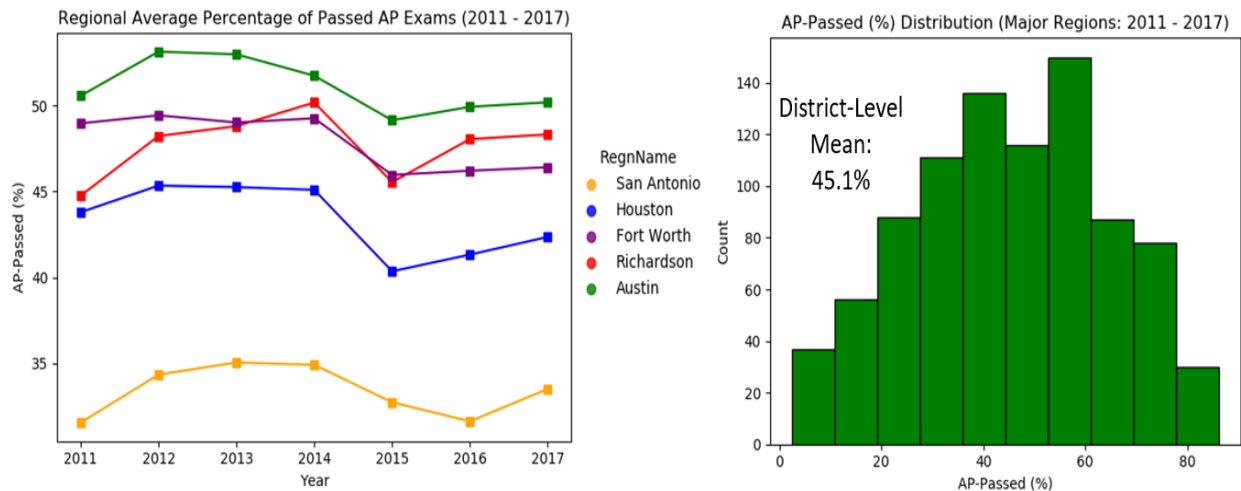 Regional Average Percentage of Passed AP Exams (2011 - 2017)
AP-Passed (%)
50
45
40
35
2011 2012 2013 2014 2015 2016 2017
Year
RegnName
San Antonio
Houston
Fort Worth
Richardson
Austin
AP-Passed (%) Distribution (Major Regions: 2011 - 2017)
District-Level
Mean:
45.1%
Count
140
120
100
80
60
40
20
0
0 20 40 60 80
AP-Passed (%)